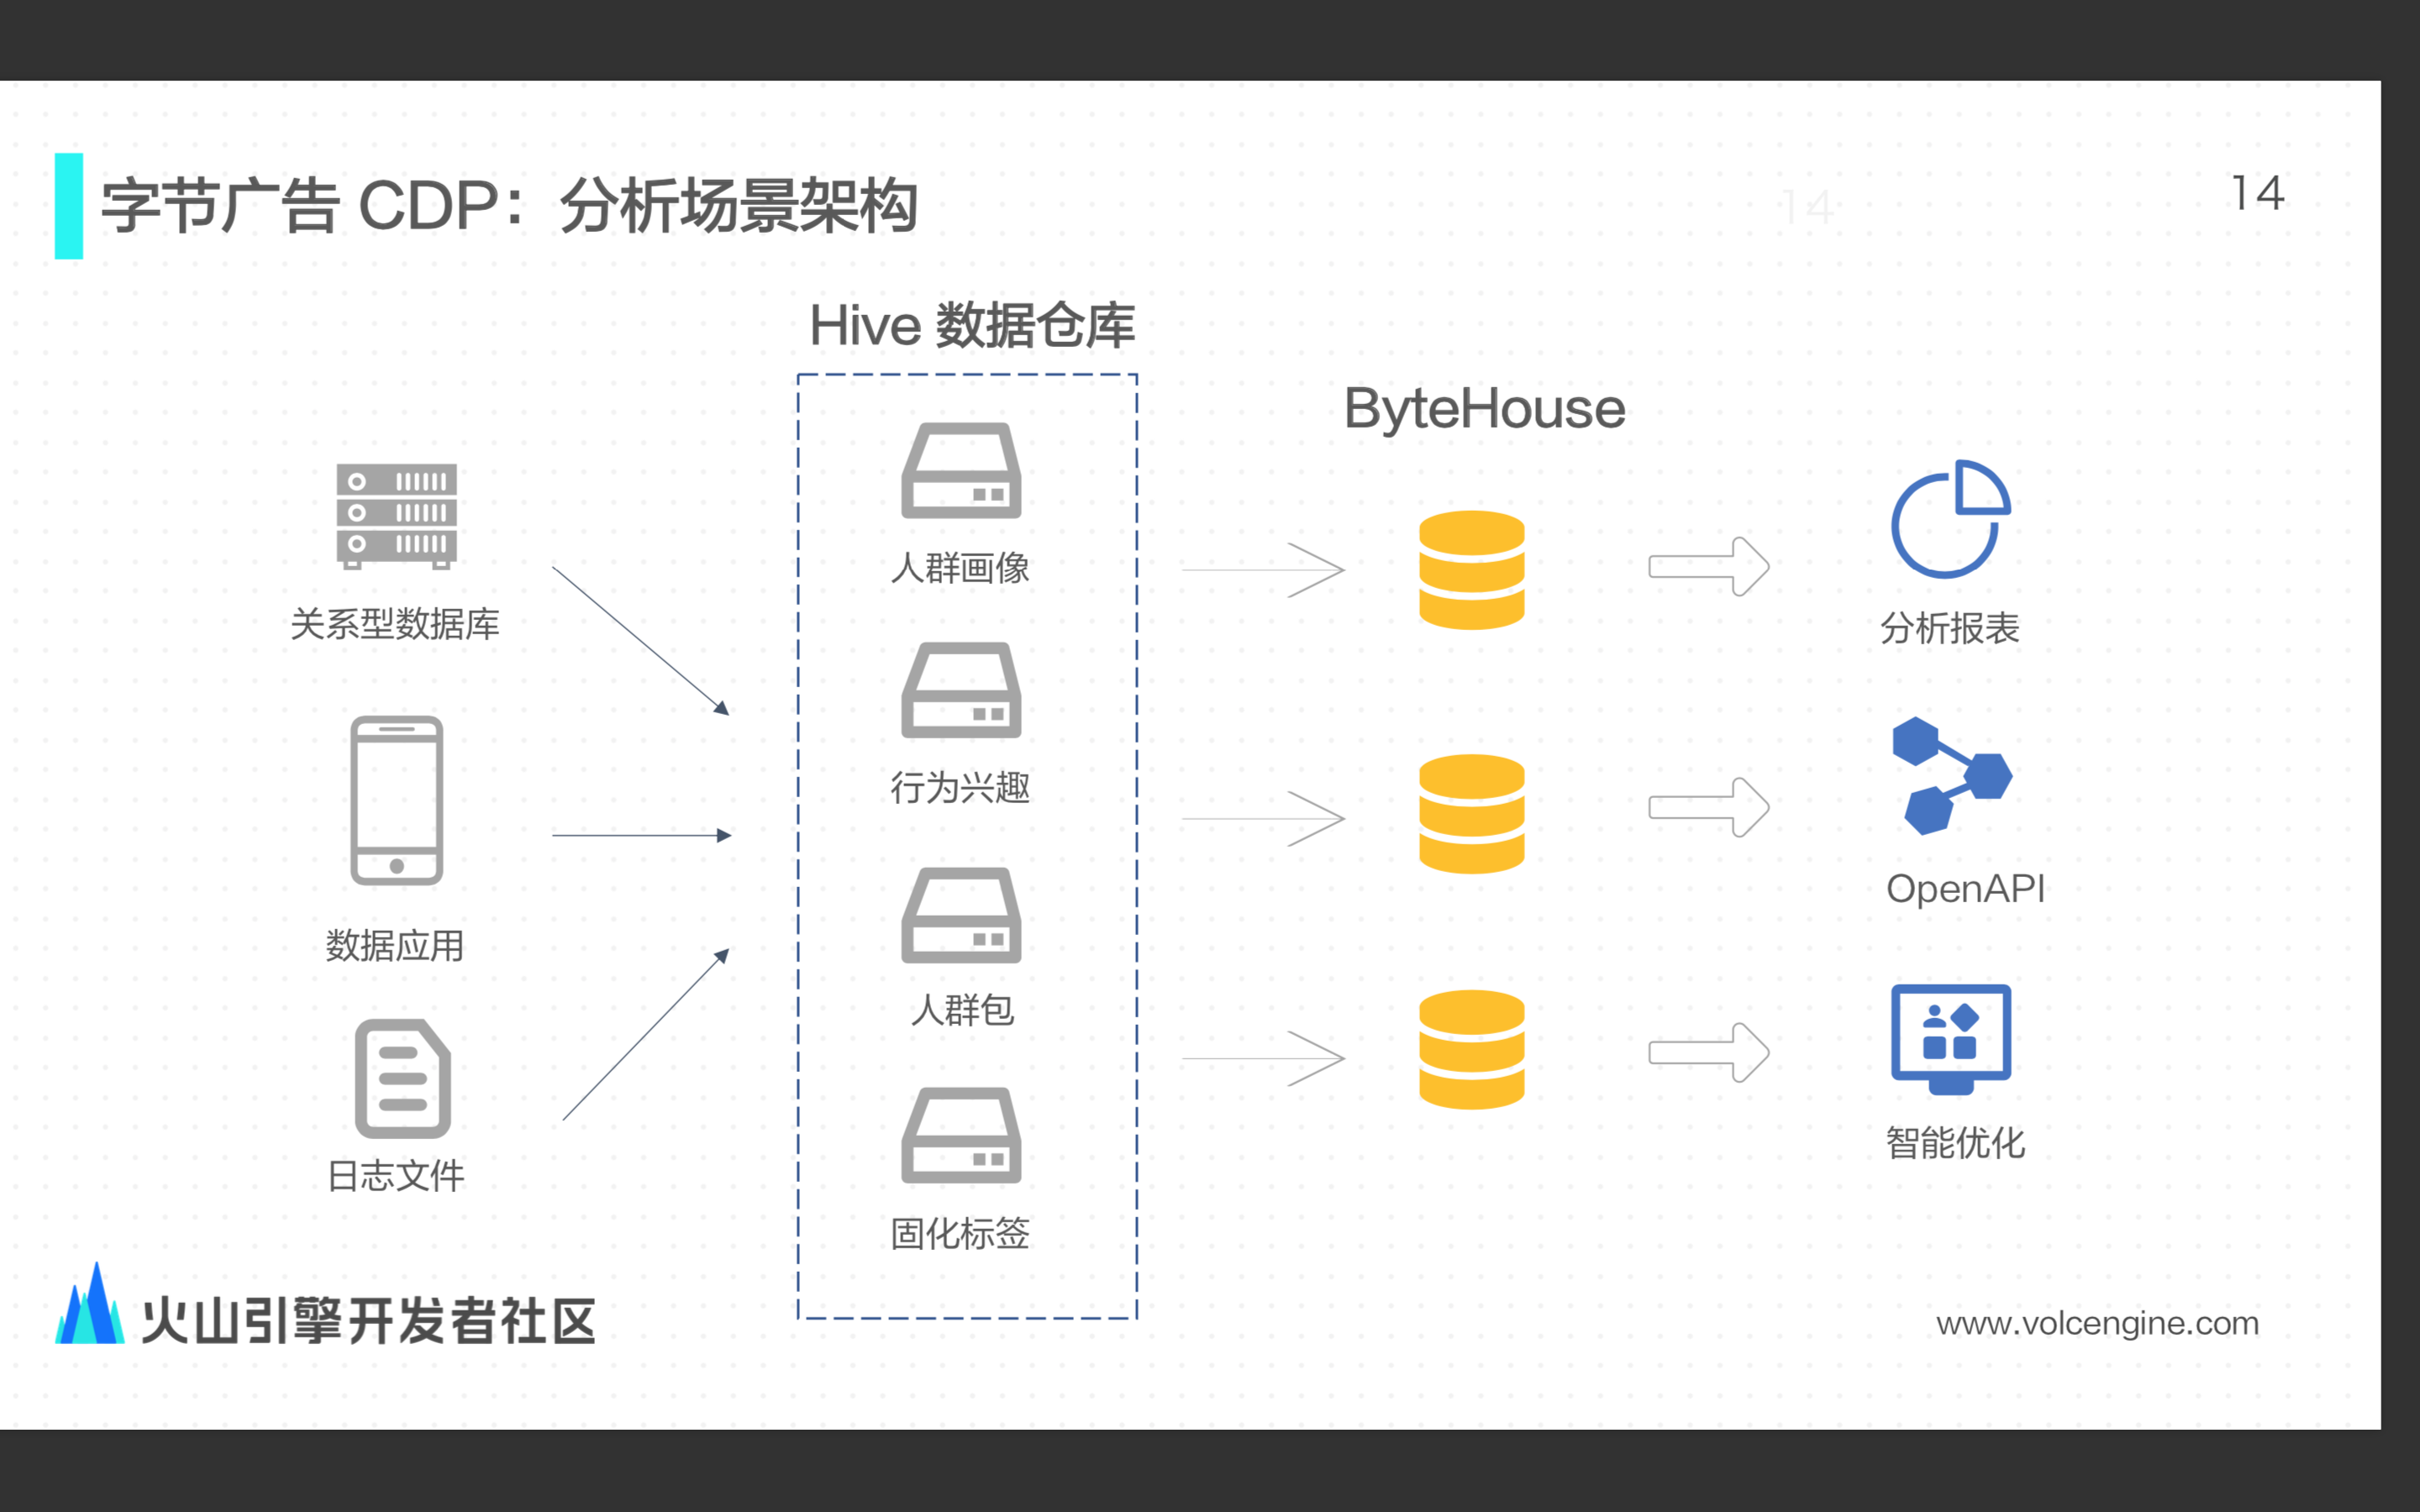 字节广告 CDP：分析场景架构
14
14
Hive 数据仓库
ByteHouse
关系型数据库
数据应用
日志文件
人群画像
行为兴趣
人群包
固化标签
分析报表
OpenAPI
智能优化
火山引擎开发者社区
www.volcengine.com